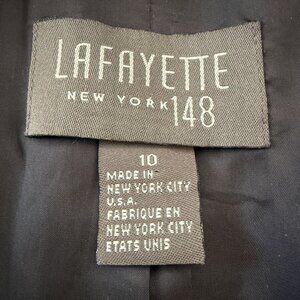 LAFAYETTE
NEW YORK 148
10
MADE IN
NEW YORK CITY
U.S.A.
FABRIQUE EN
NEW YORK CITY
ETATS UNIS